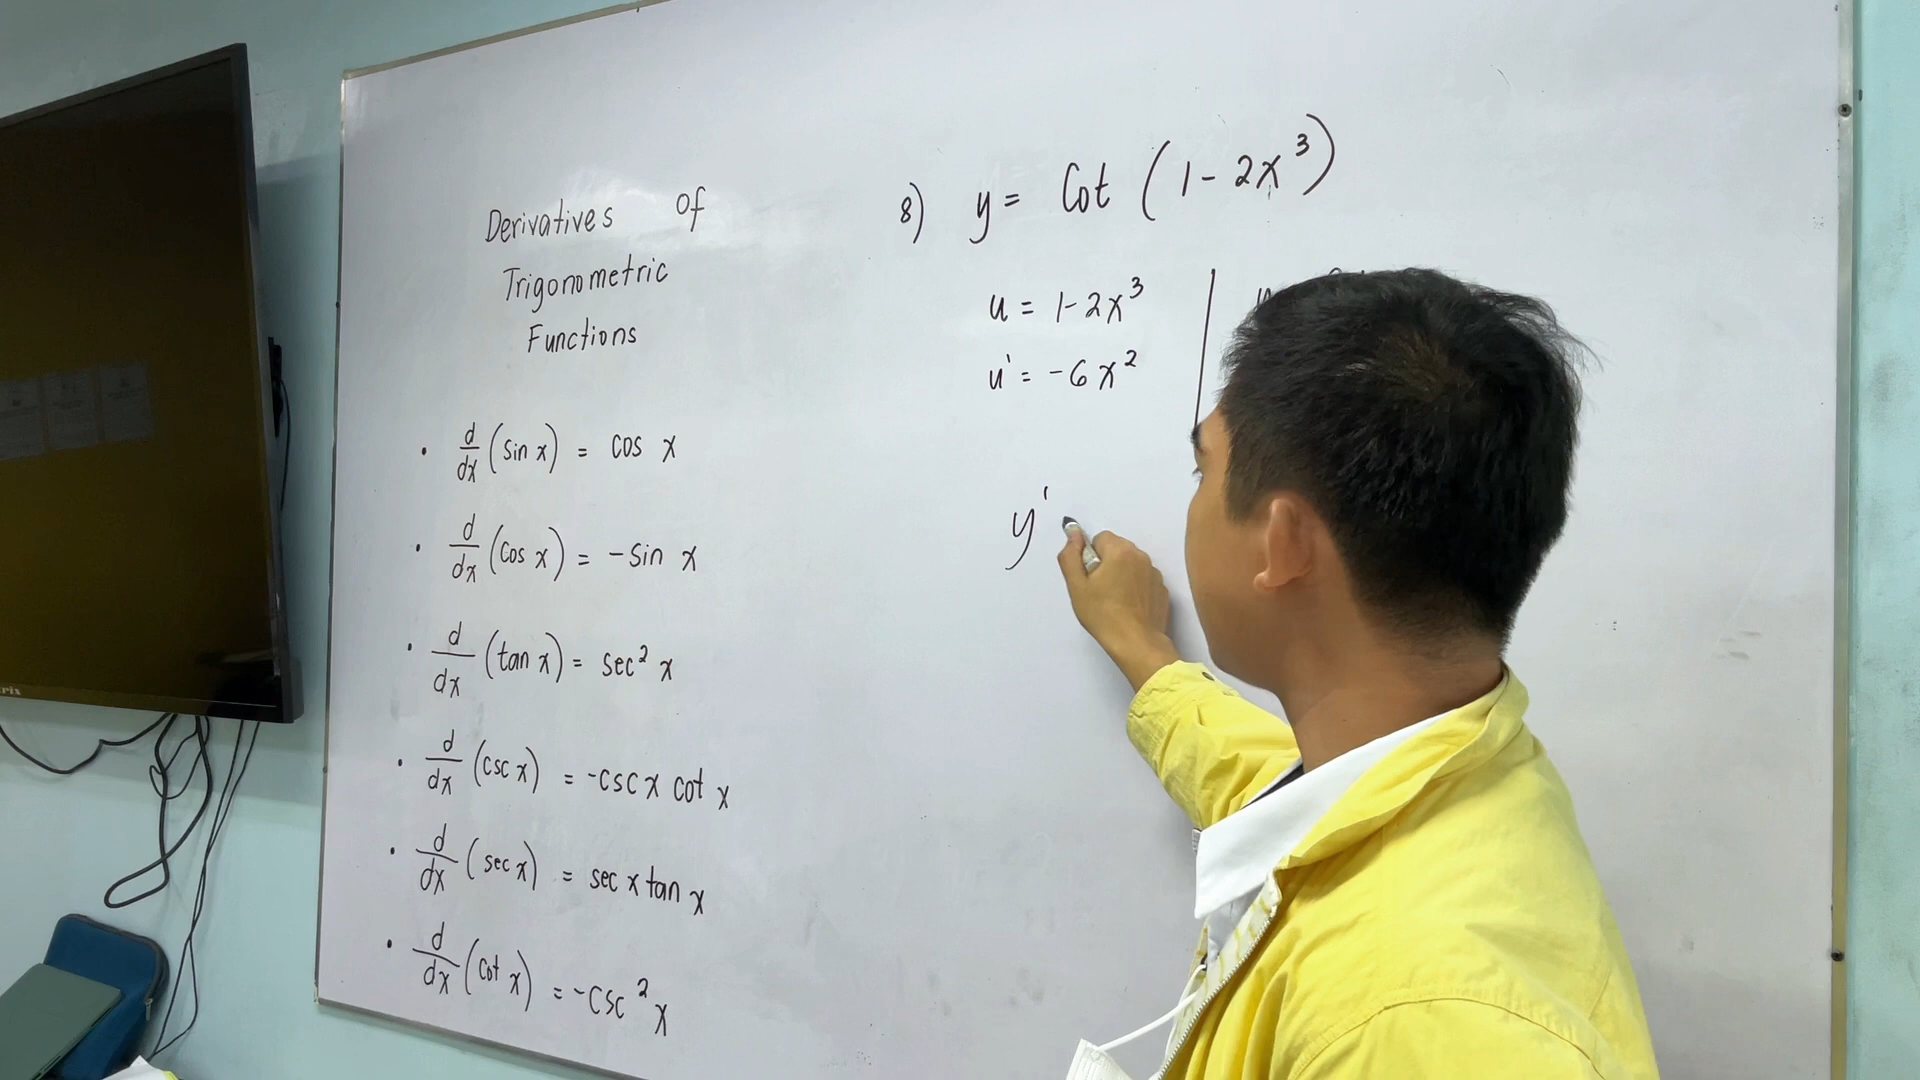 Derivatives of
Trigonometric
Functions
• d/dx (sin x) = cos x
• d/dx (cos x) = -sin x
• d/dx (tan x) = sec² x
• d/dx (csc x) = -csc x cot x
• d/dx (sec x) = sec x tan x
• d/dx (cot x) = -csc² x
8) y = Cot (1-2x³)
u = 1-2x³
u' = -6x²
y'